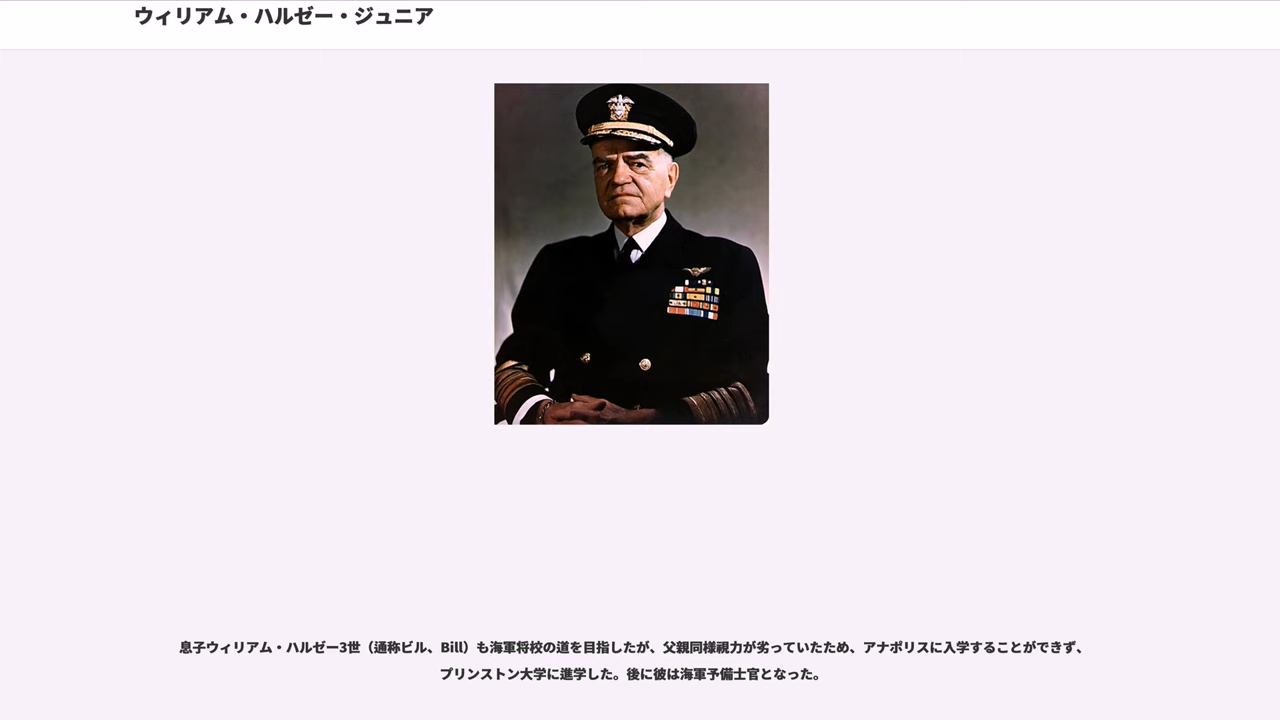 ウィリアム・ハルゼー・ジュニア
息子ウィリアム・ハルゼー3世（通称ビル、Bill）も海軍将校の道を目指したが、父親同様視力が劣っていたため、アナポリスに入学することができず、
プリンストン大学に進学した。後に彼は海軍予備士官となった。